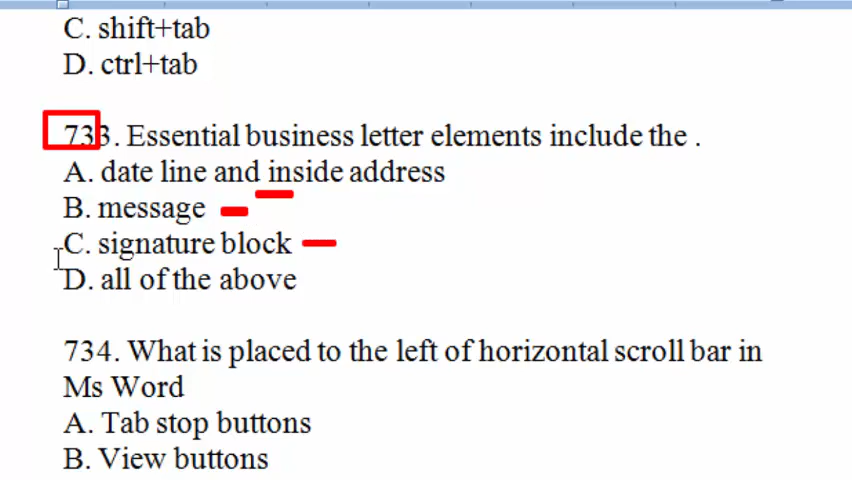 C. shift+tab
D. ctrl+tab
733. Essential business letter elements include the .
A. date line and inside address
B. message
C. signature block
D. all of the above
734. What is placed to the left of horizontal scroll bar in
Ms Word
A. Tab stop buttons
B. View buttons